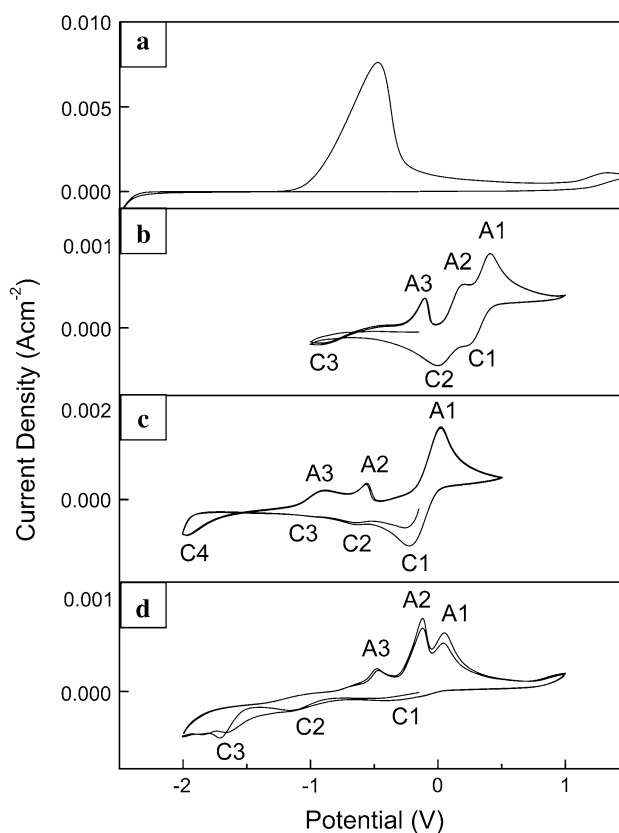 0.010
a
0.005
0.000
b
0.001
A1
A2
A3
0.000
C3
C2
C1
c
0.002
A1
A3
A2
0.000
C4
C3
C2
C1
d
0.001
A2
A1
A3
0.000
C2
C1
C3
-2
-1
0
1
Potential (V)
Current Density (Acm-2)